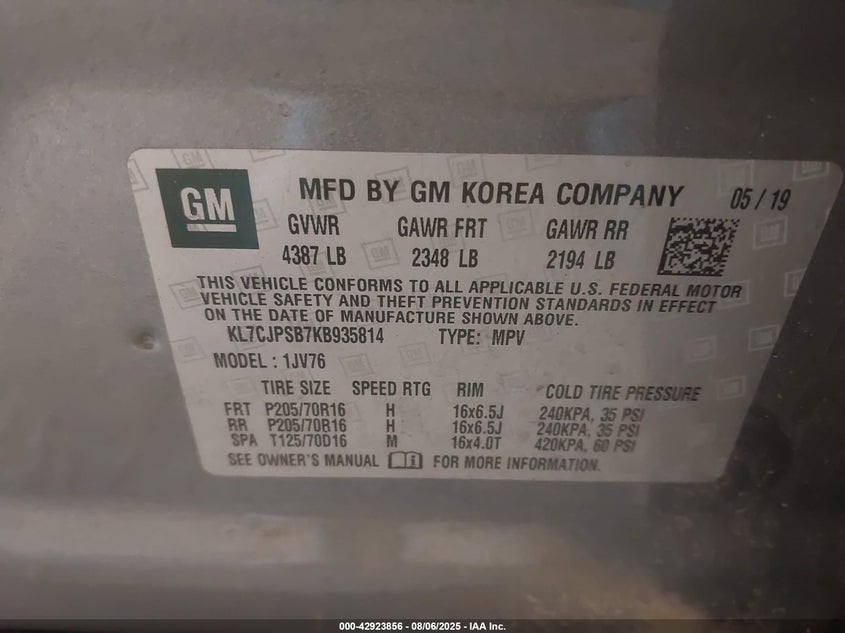 GM MFD BY GM KOREA COMPANY 05 / 19
GVWR GAWR FRT GAWR RR
4387 LB 2348 LB 2194 LB
THIS VEHICLE CONFORMS TO ALL APPLICABLE U.S. FEDERAL MOTOR
VEHICLE SAFETY AND THEFT PREVENTION STANDARDS IN EFFECT
ON THE DATE OF MANUFACTURE SHOWN ABOVE.
KL7CJPSB7KB935814 TYPE: MPV
MODEL : 1JV76
TIRE SIZE SPEED RTG RIM COLD TIRE PRESSURE
FRT P205/70R16 H 16x6.5J 240KPA, 35 PSI
RR P205/70R16 H 16x6.5J 240KPA, 35 PSI
SPA T125/70D16 M 16x4.0T 420KPA, 60 PSI
SEE OWNER'S MANUAL FOR MORE INFORMATION.
000-42923856 - 08/06/2025 - IAA Inc.